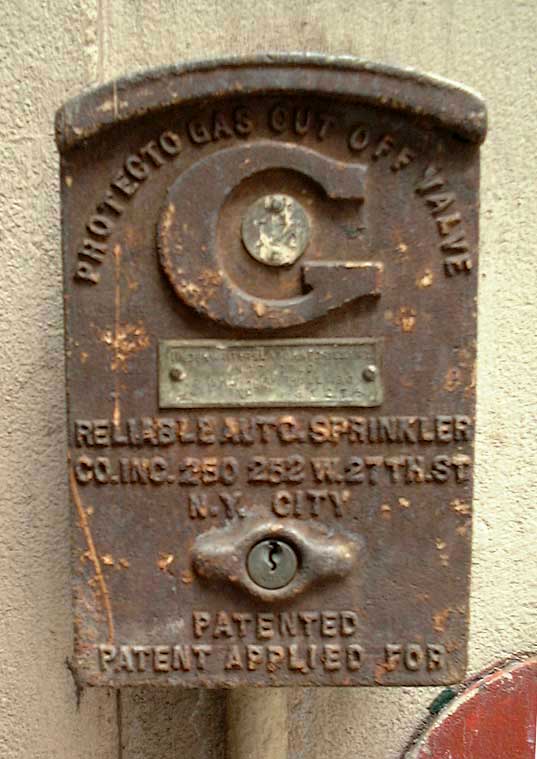 PROTECTO GAS CUT OFF VALVE
G
RELIABLE AUTO. SPRINKLER
CO. INC. 250 252 W. 27TH. ST
N.Y. CITY
PATENTED
PATENT APPLIED FOR